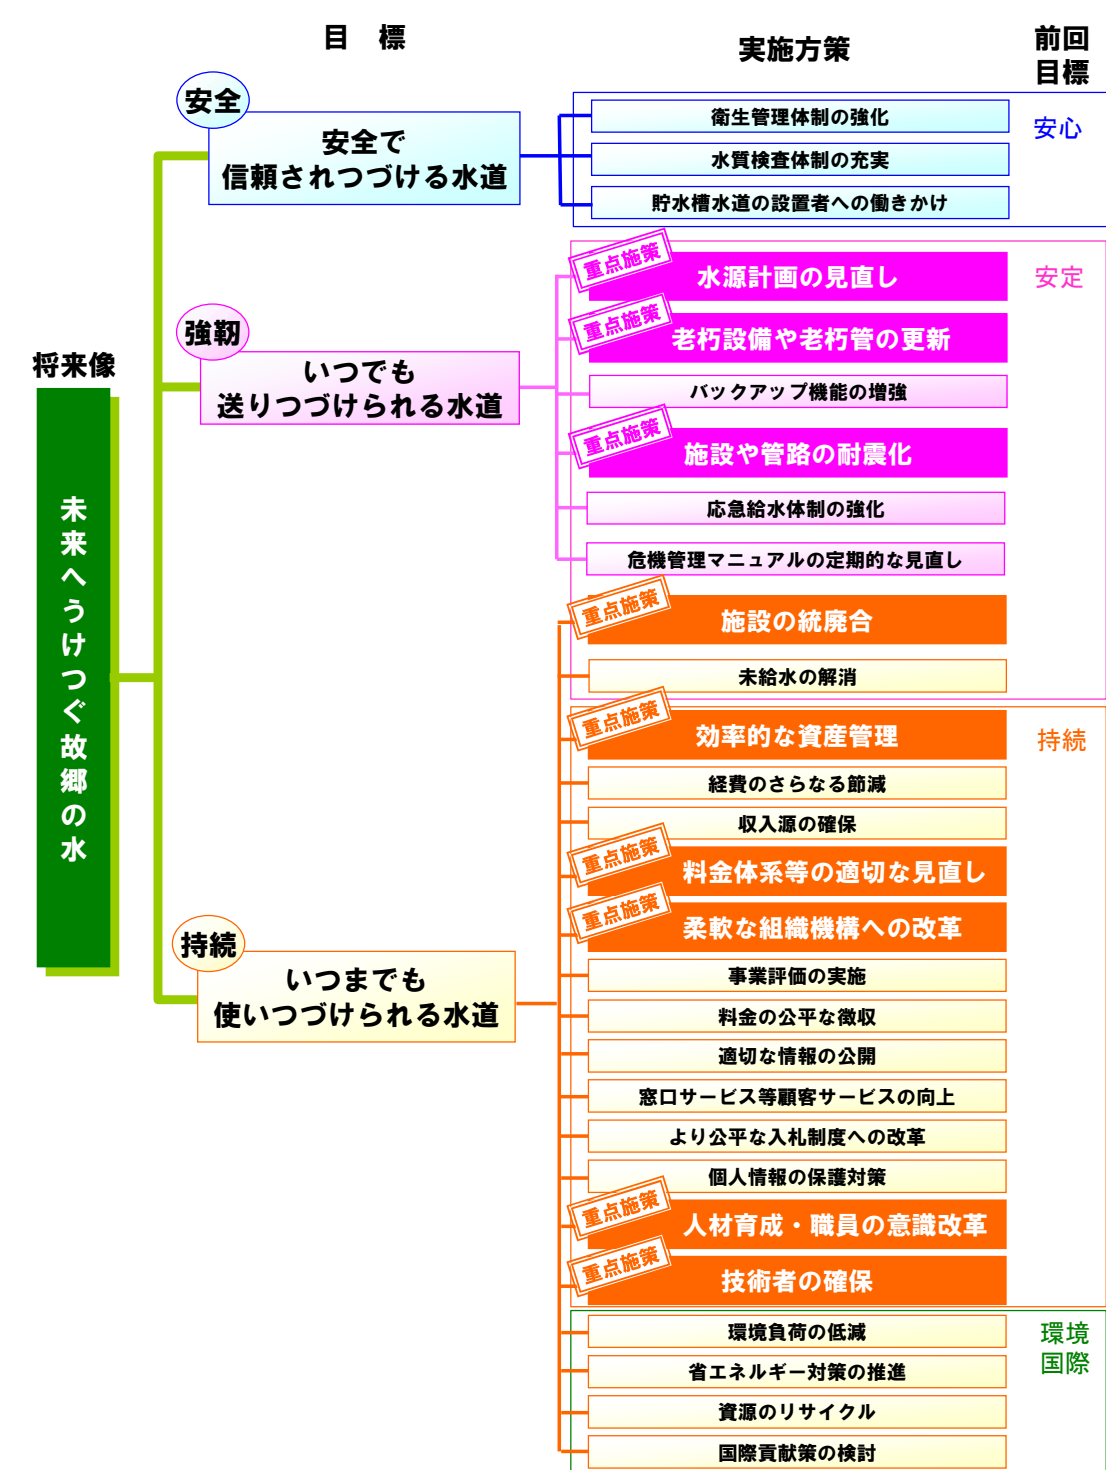 目　標
実施方策
前回
目標
安全
安全で
信頼されつづける水道
衛生管理体制の強化
水質検査体制の充実
貯水槽水道の設置者への働きかけ
安心
強靭
いつでも
送りつづけられる水道
重点施策
水源計画の見直し
安定
重点施策
老朽設備や老朽管の更新
バックアップ機能の増強
重点施策
施設や管路の耐震化
応急給水体制の強化
危機管理マニュアルの定期的な見直し
将来像
未来へうけつぐ故郷の水
持続
いつまでも
使いつづけられる水道
重点施策
施設の統廃合
未給水の解消
重点施策
効率的な資産管理
持続
経費のさらなる節減
収入源の確保
重点施策
料金体系等の適切な見直し
重点施策
柔軟な組織機構への改革
事業評価の実施
料金の公平な徴収
適切な情報の公開
窓口サービス等顧客サービスの向上
より公平な入札制度への改革
個人情報の保護対策
重点施策
人材育成・職員の意識改革
重点施策
技術者の確保
環境負荷の低減
環境
国際
省エネルギー対策の推進
資源のリサイクル
国際貢献策の検討